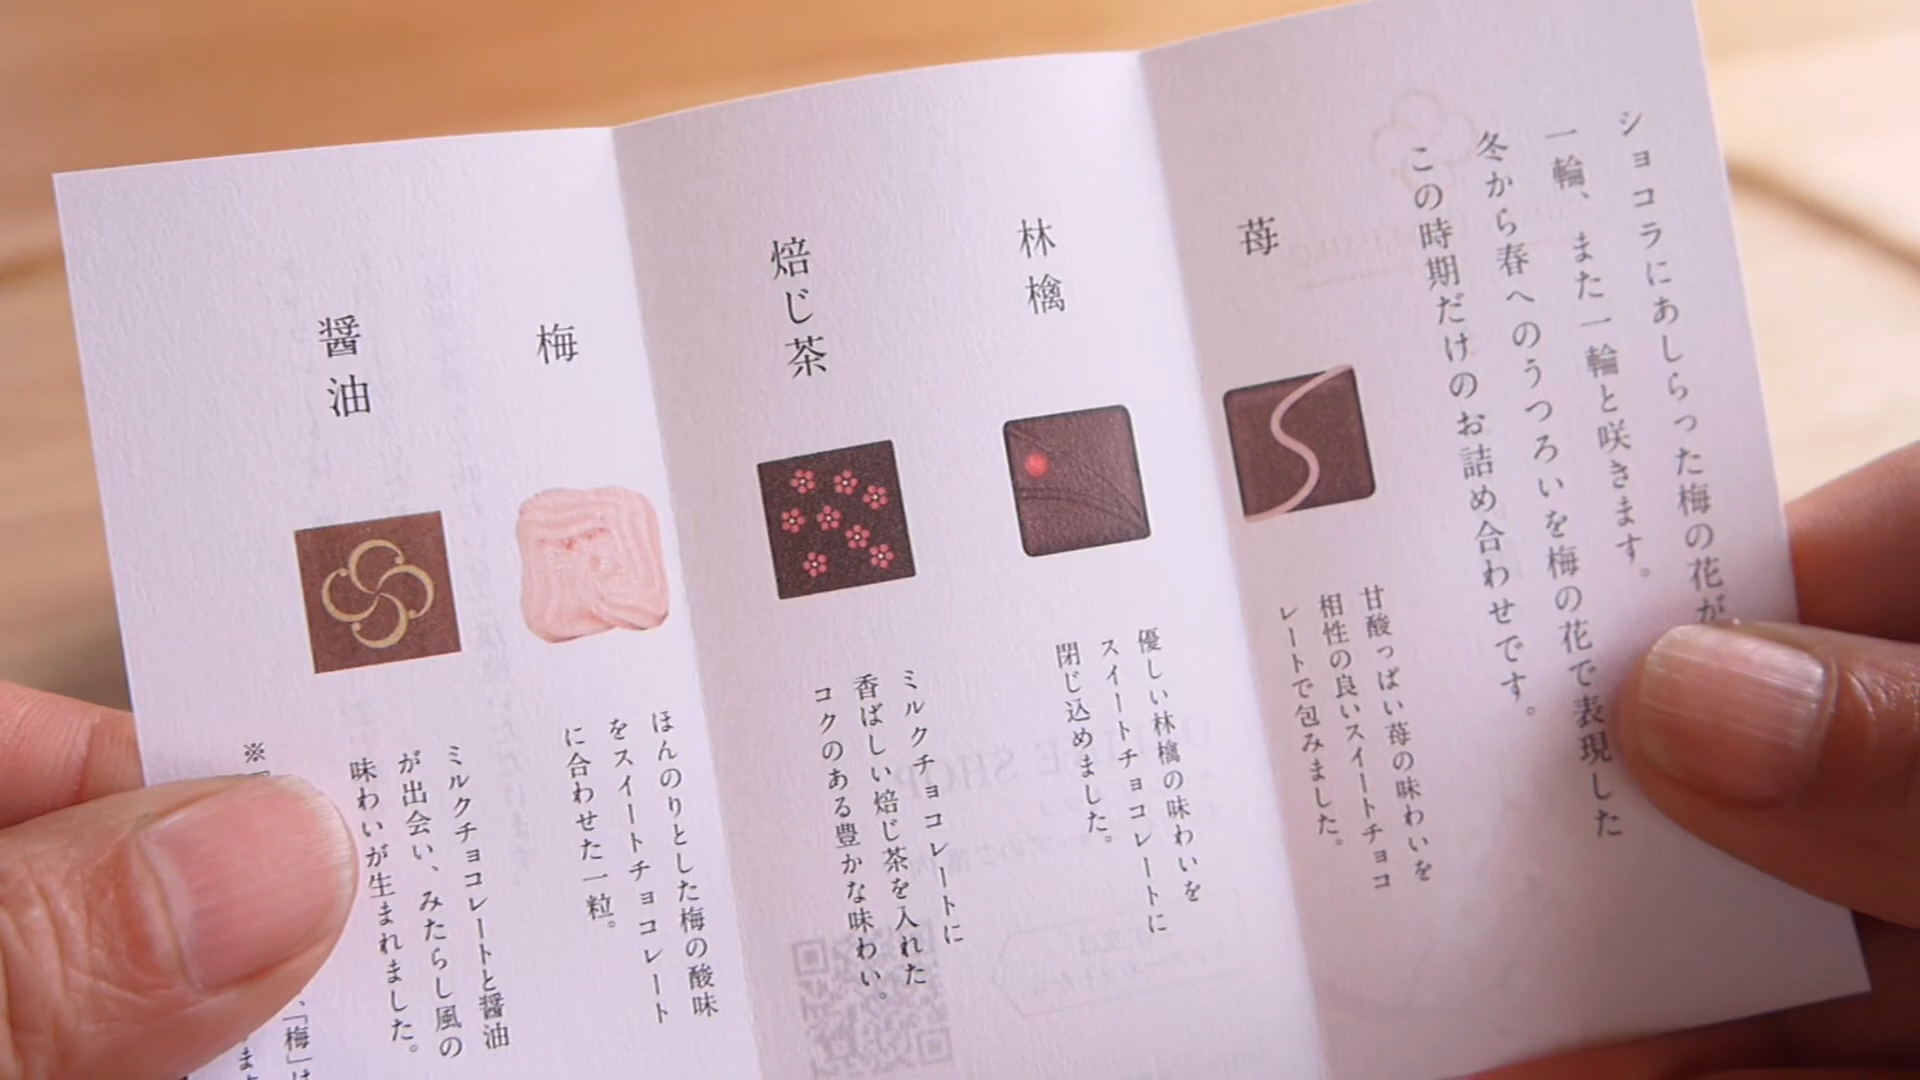 ショコラにあしらった梅の花が
一輪、また一輪と咲きます。
冬から春へのうつろいを梅の花で表現した
この時期だけのお詰め合わせです。
苺
甘酸っぱい苺の味わいを
相性の良いスイートチョコ
レートで包みました。
林檎
優しい林檎の味わいを
スイートチョコレートに
閉じ込めました。
焙じ茶
ミルクチョコレートに
香ばしい焙じ茶を入れた
コクのある豊かな味わい。
梅
ほんのりとした梅の酸味
をスイートチョコレート
に合わせた一粒。
醤油
ミルクチョコレートと醤油
が出会い、みたらし風の
味わいが生まれました。
※
、「梅」は